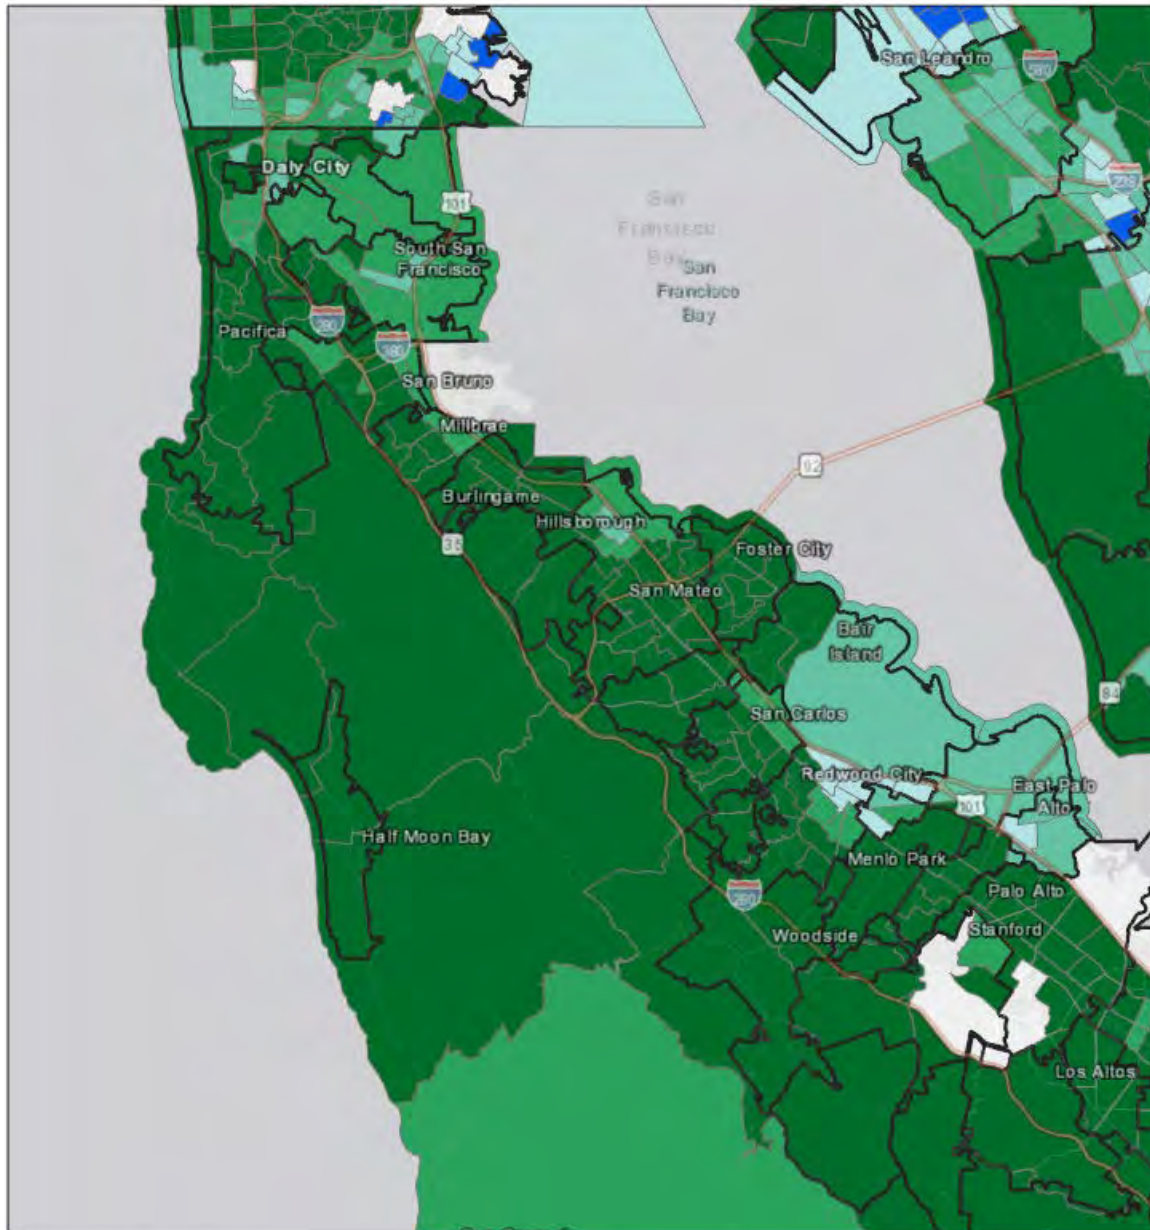 San Leandro
580
Daly City
238
101
San
Francisco
Bay
South San
Francisco
San
Francisco
Bay
280
Pacifica
380
San Bruno
Millbrae
92
Burlingame
Hillsborough
35
Foster City
San Mateo
Bair
Island
84
San Carlos
Redwood City
East Palo
Alto
101
Half Moon Bay
Menlo Park
Palo Alto
280
Stanford
Woodside
Los Altos